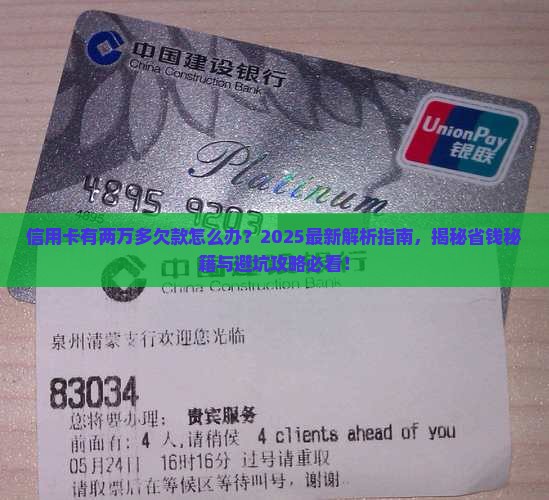 中国建设银行
China Construction Bank
UnionPay
银联
Platinum
4895 9203
信用卡有两万多欠款怎么办？2025最新解析指南，揭秘省钱秘
籍与避坑攻略必看！
泉州清蒙支行欢迎您光临
83034
您将要办理： 贵宾服务
前面有: 4 人,请稍侯 4 clients ahead of you
05月24日 16时16分 过号请重取
请取票后在等候区等待叫号，谢谢